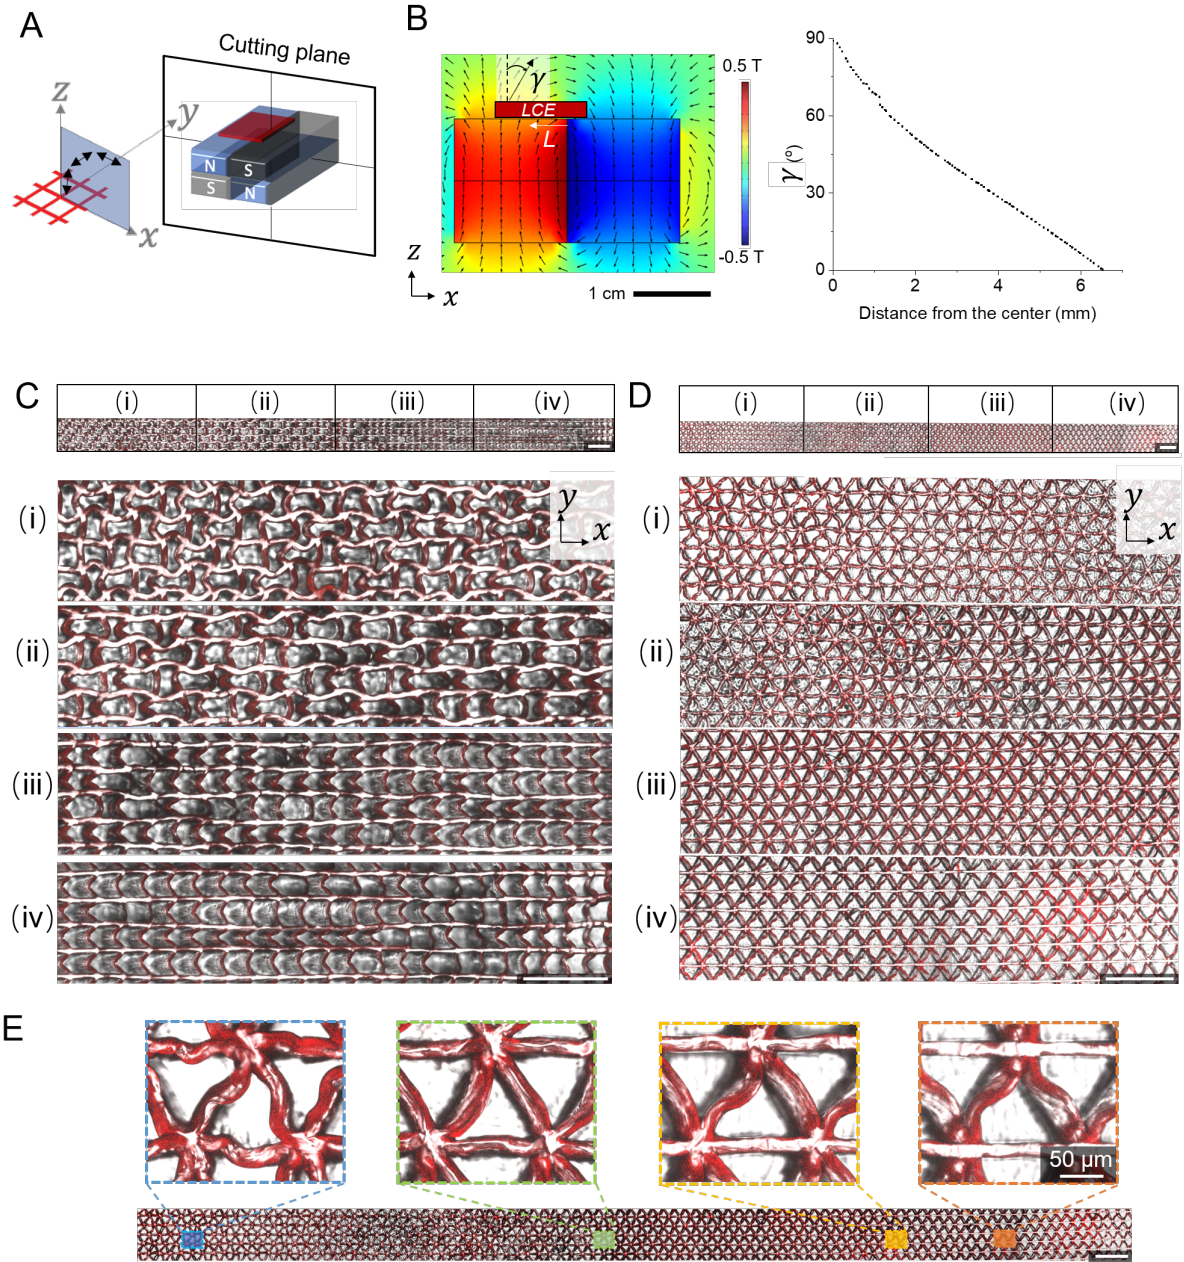 A
Cutting plane
z
y
x
N
S
S
N
B
γ
LCE
L
0.5 T
-0.5 T
z
x
1 cm
90
60
30
0
γ (°)
0
2
4
6
Distance from the center (mm)
C
(i)
(ii)
(iii)
(iv)
(i)
y
x
(ii)
(iii)
(iv)
D
(i)
(ii)
(iii)
(iv)
(i)
y
x
(ii)
(iii)
(iv)
E
50 μm